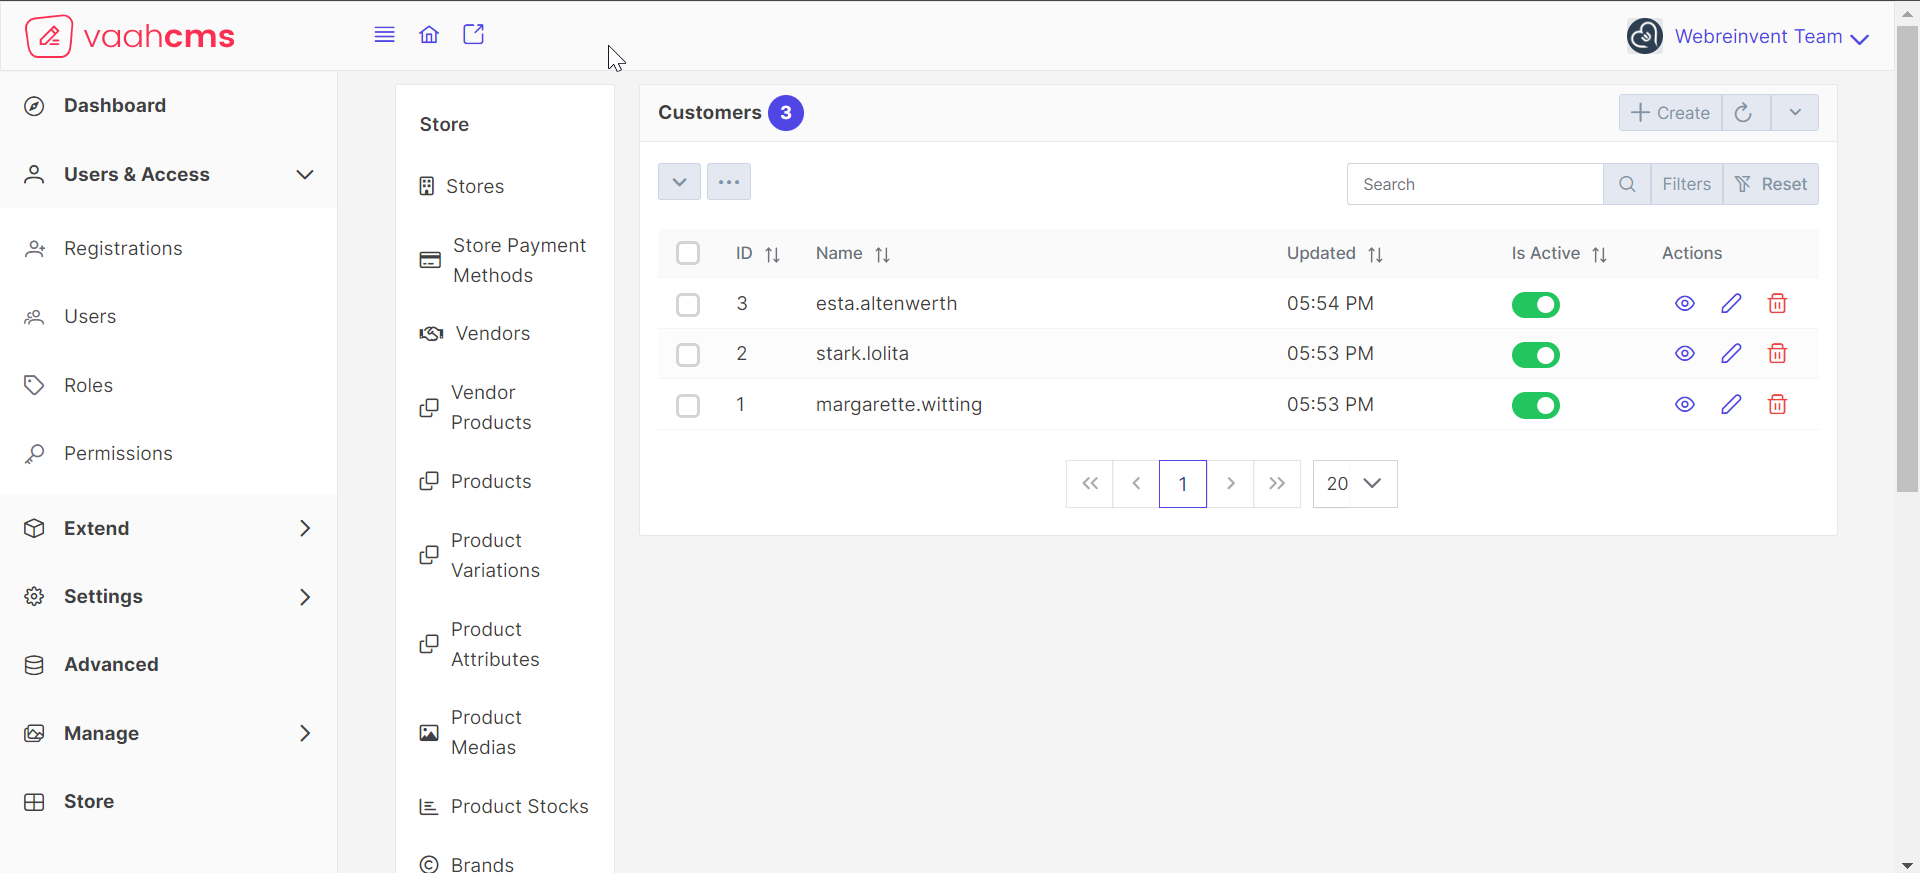 vaahcms
Webreinvent Team
Dashboard
Users & Access
Registrations
Users
Roles
Permissions
Extend
Settings
Advanced
Manage
Store
Store
Stores
Store Payment
Methods
Vendors
Vendor
Products
Products
Product
Variations
Product
Attributes
Product
Medias
Product Stocks
Brands
Customers 3
Create
Search
Filters
Reset
ID Name Updated Is Active Actions
3 esta.altenwerth 05:54 PM
2 stark.lolita 05:53 PM
1 margarette.witting 05:53 PM
1 20